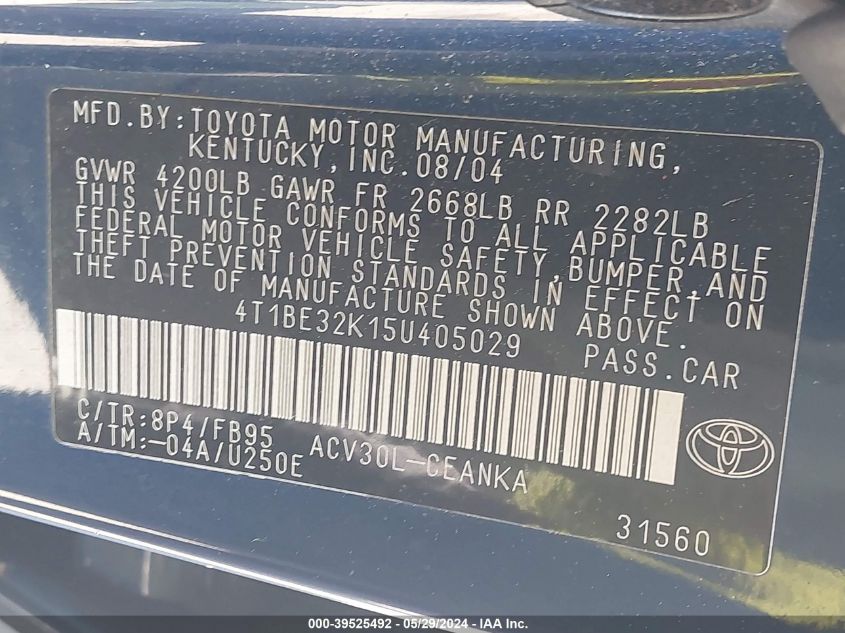 MFD.BY:TOYOTA MOTOR MANUFACTURING,
KENTUCKY,INC.08/04
GVWR 4200LB GAWR FR 2668LB RR 2282LB
THIS VEHICLE CONFORMS TO ALL APPLICABLE
FEDERAL MOTOR VEHICLE SAFETY,BUMPER,AND
THEFT PREVENTION STANDARDS IN EFFECT ON
THE DATE OF MANUFACTURE SHOWN ABOVE.
4T1BE32K15U405029 PASS.CAR
C/TR:8P4/FB95 ACV30L-CEANKA
A/TM:-04A/U250E
31560
000-39525492 - 05/29/2024 - IAA Inc.